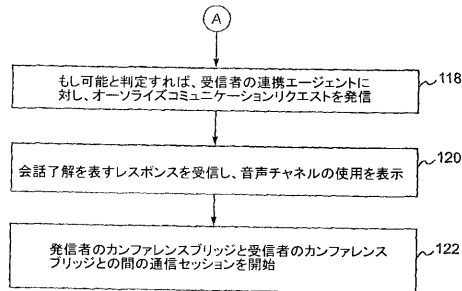 A
もし可能と判定すれば、受信者の連携エージェントに
対し、オーソライズコミュニケーションリクエストを発信
118
会話了解を表すレスポンスを受信し、音声チャネルの使用を表示
120
発信者のカンファレンスブリッジと受信者のカンファレンス
ブリッジとの間の通信セッションを開始
122